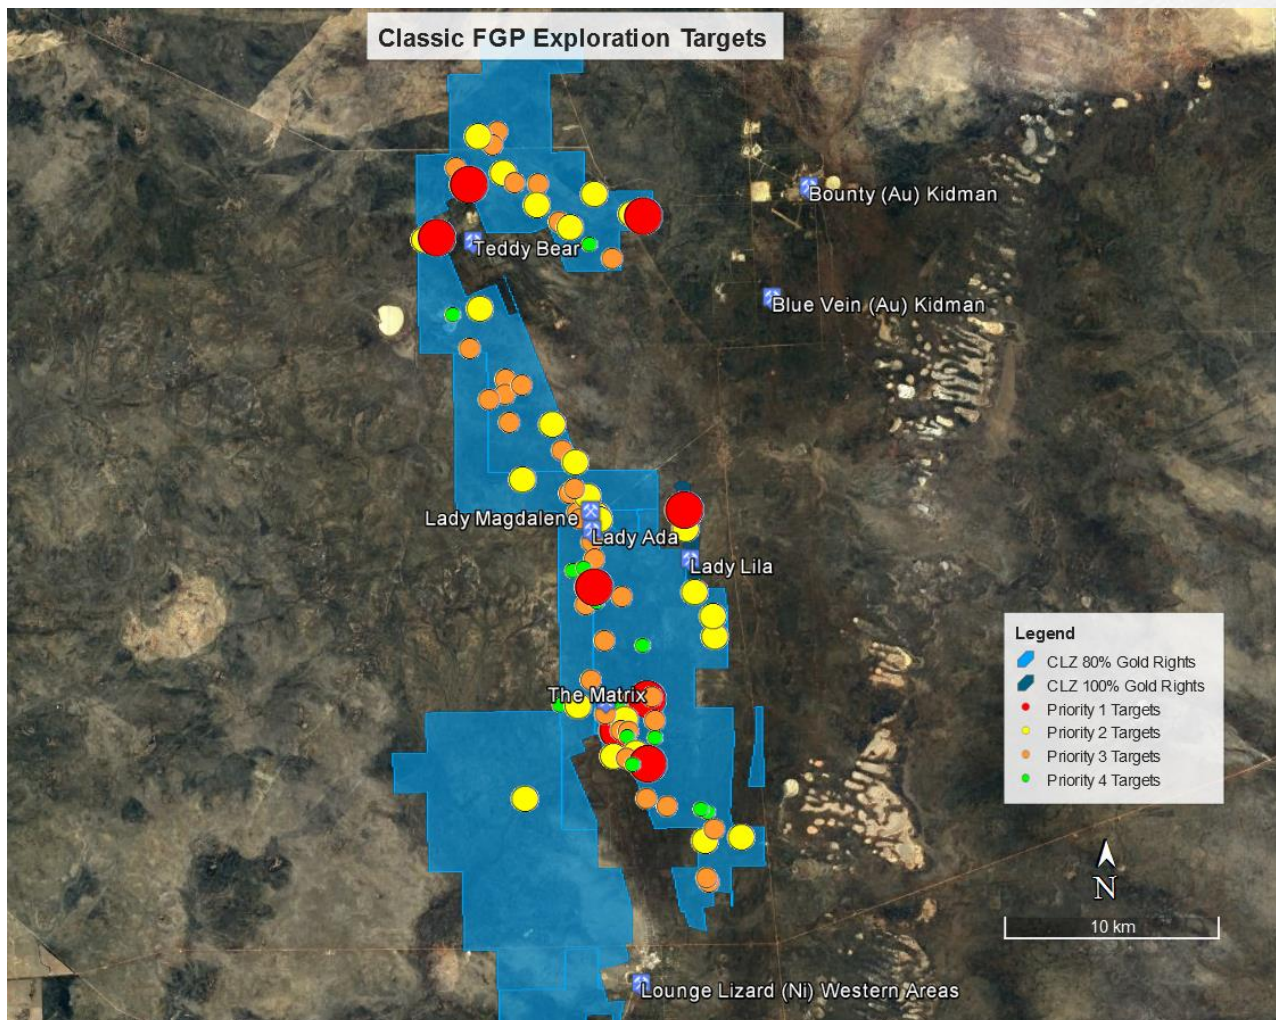 Classic FGP Exploration Targets
Bounty (Au) Kidman
Teddy Bear
Blue Vein (Au) Kidman
Lady Magdalene
Lady Ada
Lady Lila
The Matrix
Legend
CLZ 80% Gold Rights
CLZ 100% Gold Rights
Priority 1 Targets
Priority 2 Targets
Priority 3 Targets
Priority 4 Targets
N
10 km
Lounge Lizard (Ni) Western Areas